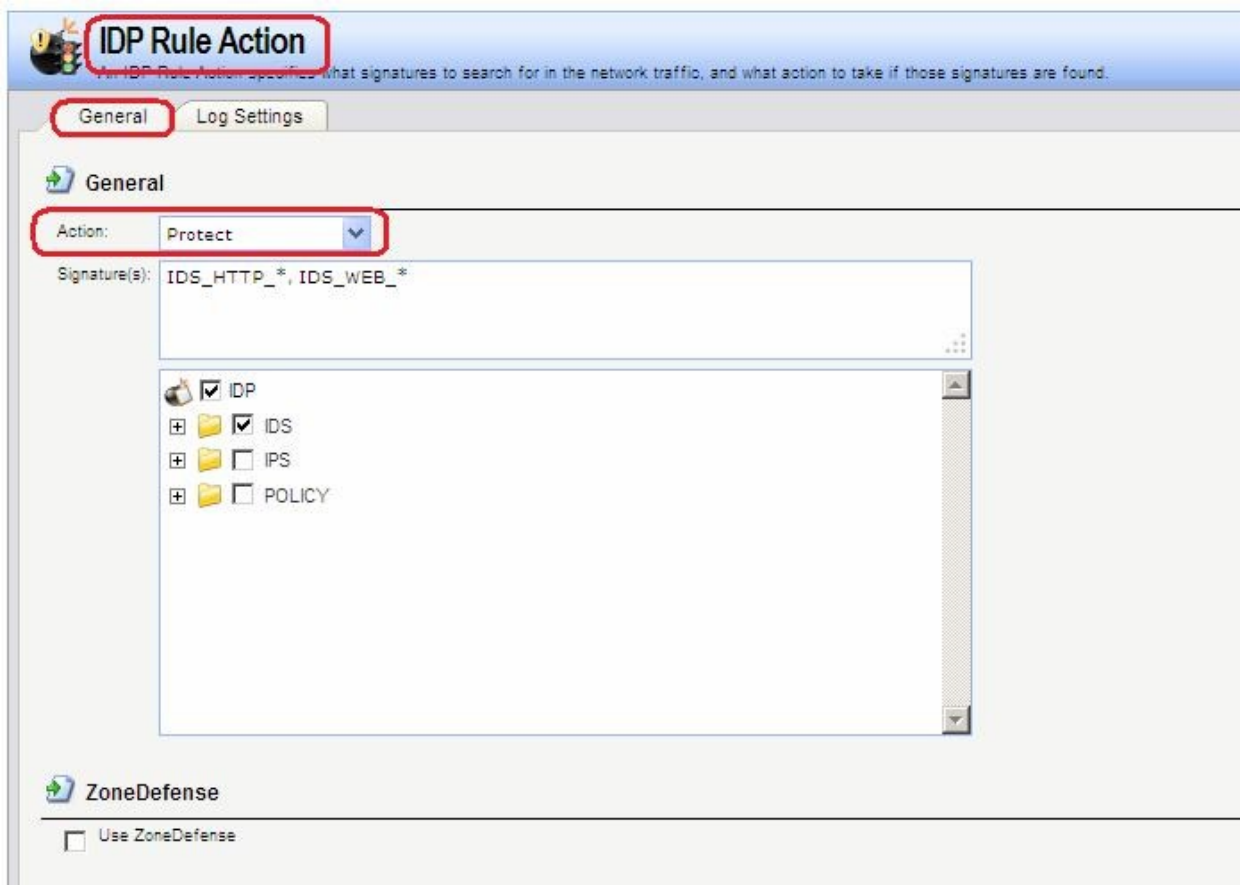 IDP Rule Action
An IDP Rule Action specifies what signatures to search for in the network traffic, and what action to take if those signatures are found.
General Log Settings
General
Action: Protect
Signature(s): IDS_HTTP_*, IDS_WEB_*
IDP
IDS
IPS
POLICY
ZoneDefense
Use ZoneDefense